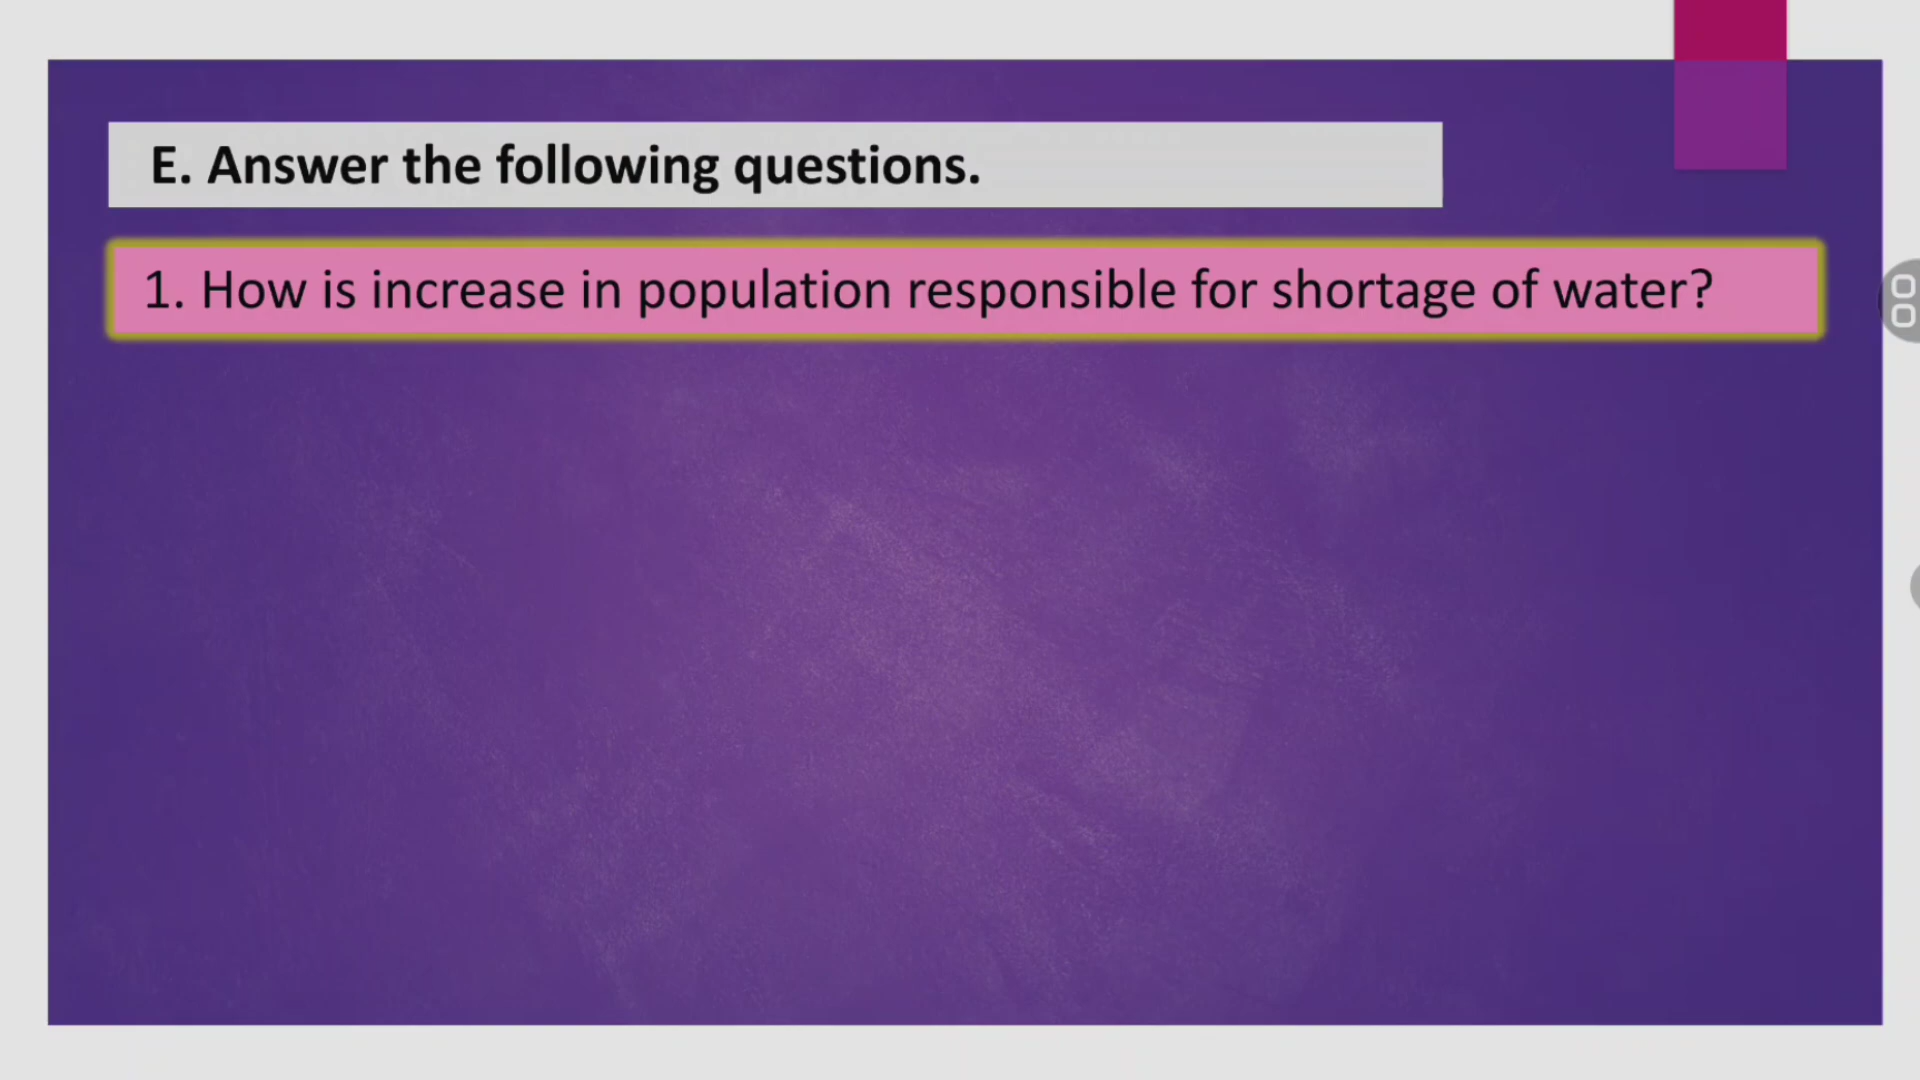 E. Answer the following questions.
1. How is increase in population responsible for shortage of water?